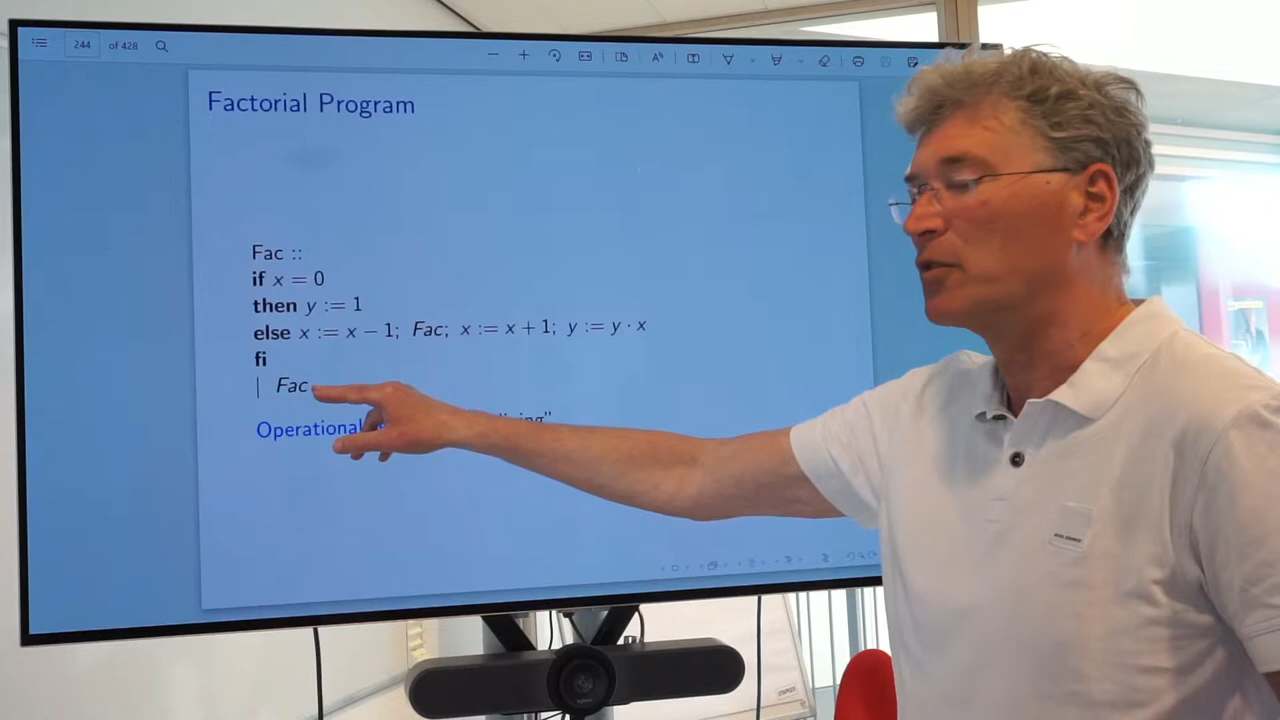 244 of 428
Factorial Program
Fac ::
if x = 0
then y := 1
else x := x − 1; Fac; x := x + 1; y := y · x
fi
| Fac
Operational